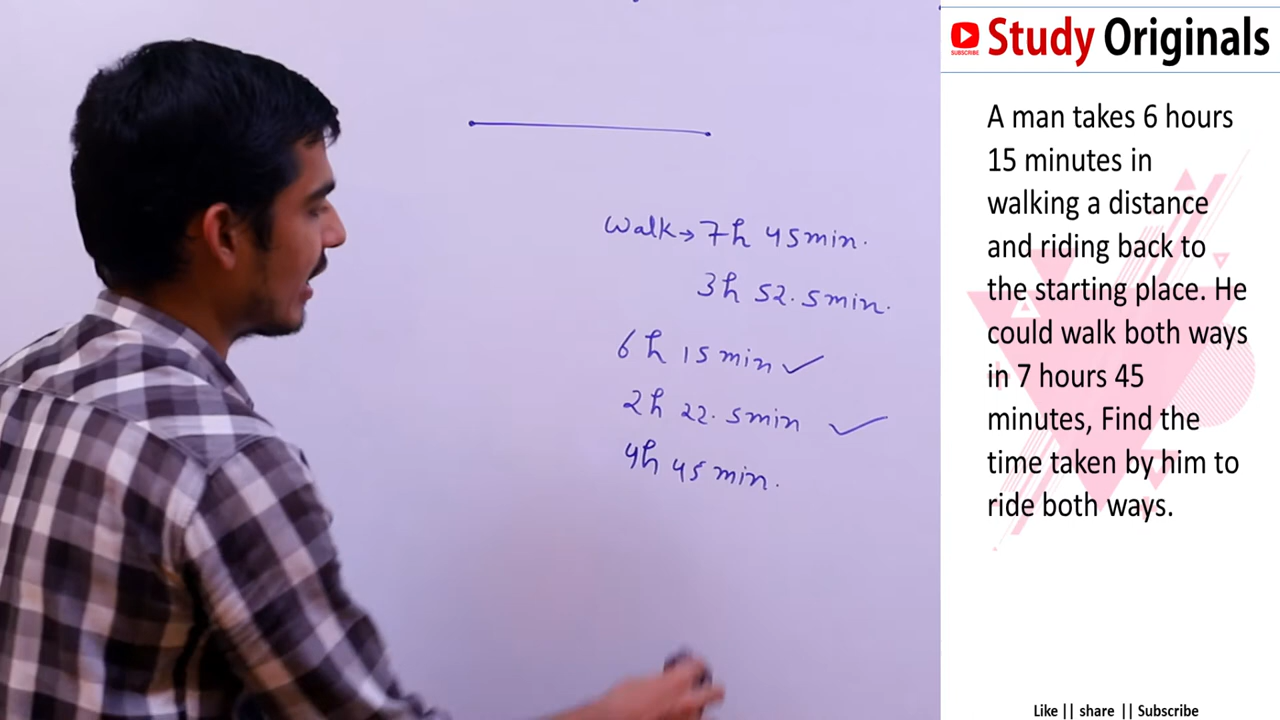 Walk→ 7h 45min.
3h 52.5min.
6h 15min ✓
2h 22.5min ✓
4h 45min.
SUBSCRIBE
Study Originals
A man takes 6 hours
15 minutes in
walking a distance
and riding back to
the starting place. He
could walk both ways
in 7 hours 45
minutes, Find the
time taken by him to
ride both ways.
Like || share || Subscribe